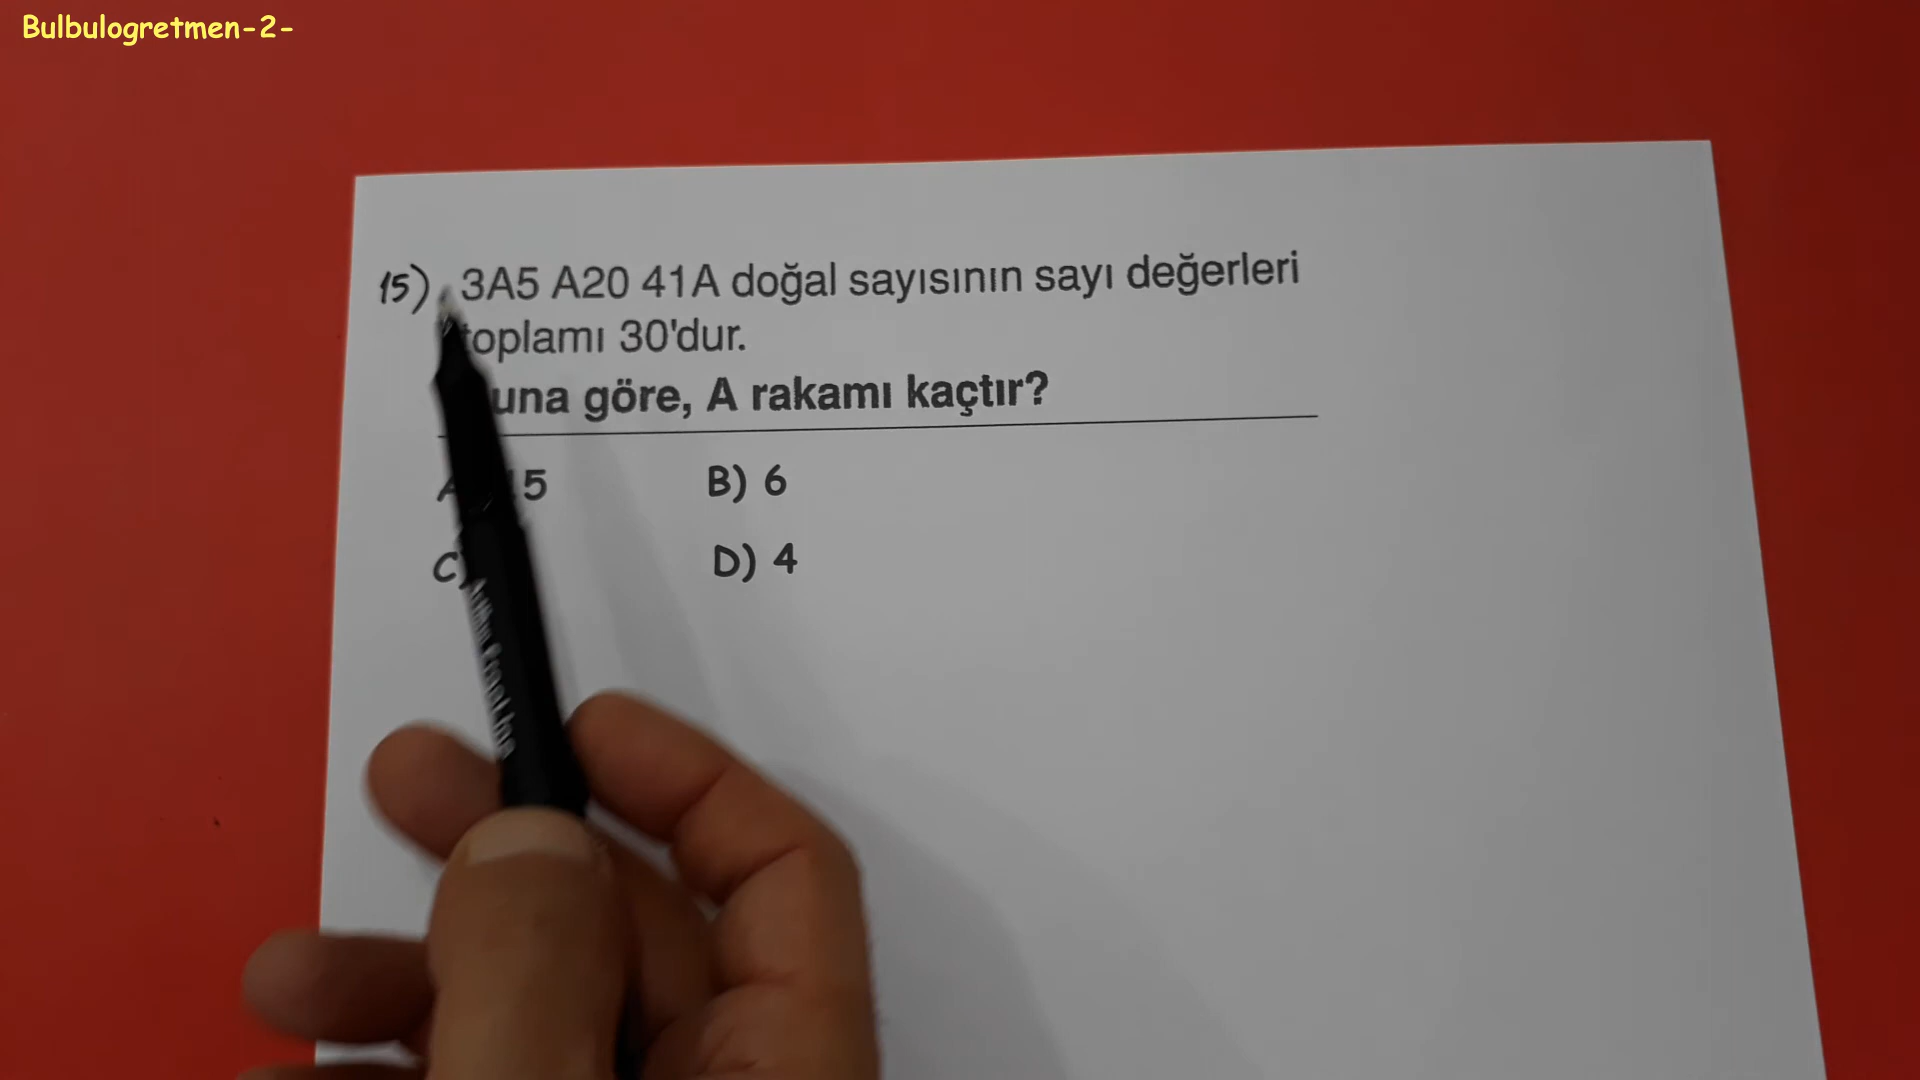 Bulbulogretmen-2-
15) 3A5 A20 41A doğal sayısının sayı değerleri
toplamı 30'dur.
göre, A rakamı kaçtır?
5 B) 6
C) D) 4